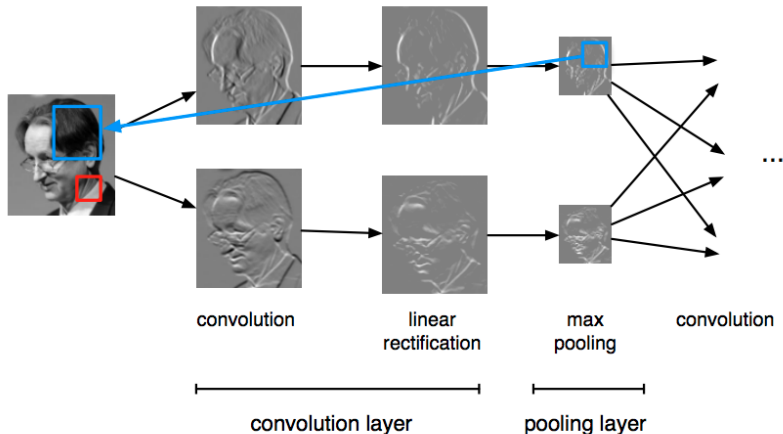 ...
convolution
linear
rectification
max
pooling
convolution
convolution layer
pooling layer